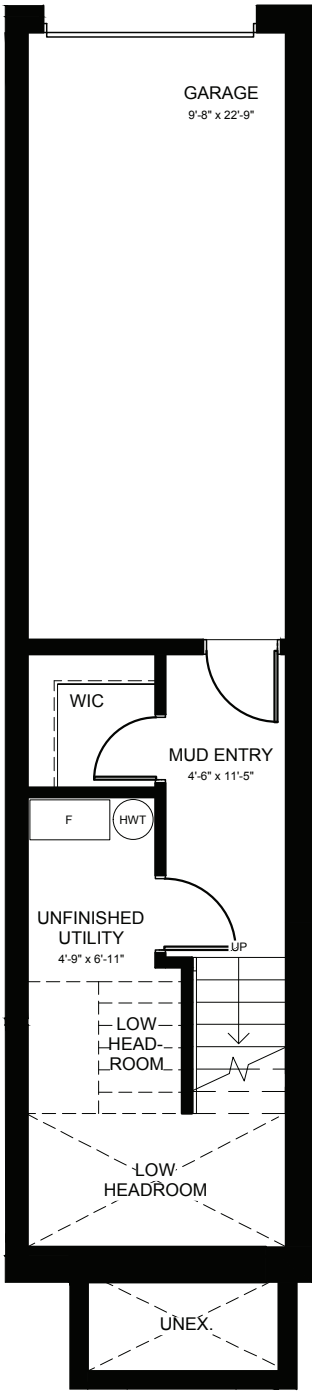 GARAGE
9'-8" x 22'-9"
WIC
MUD ENTRY
4'-6" x 11'-5"
F
HWT
UNFINISHED
UTILITY
4'-9" x 6'-11"
UP
LOW
HEAD-
ROOM
LOW
HEADROOM
UNEX.